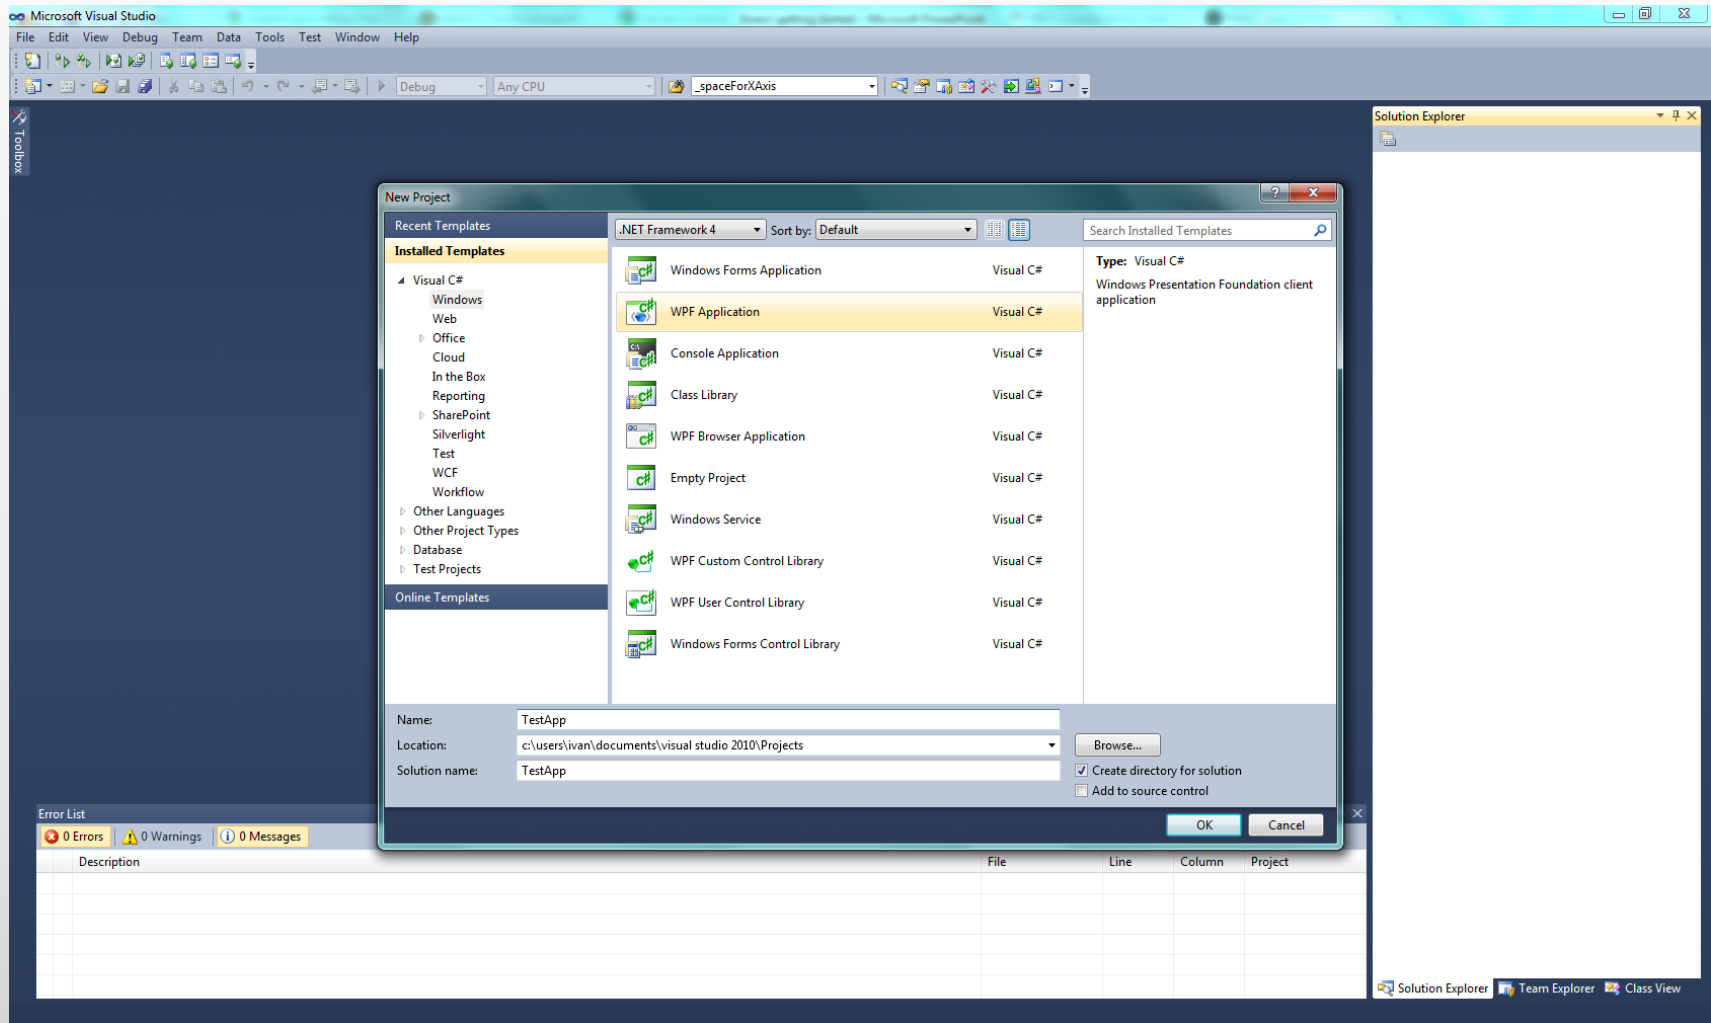 Microsoft Visual Studio
File Edit View Debug Team Data Tools Test Window Help
Debug Any CPU _spaceForXAxis
Toolbox
Solution Explorer
New Project
Recent Templates
.NET Framework 4 Sort by: Default
Search Installed Templates
Installed Templates
Visual C#
Windows
Web
Office
Cloud
In the Box
Reporting
SharePoint
Silverlight
Test
WCF
Workflow
Other Languages
Other Project Types
Database
Test Projects
Online Templates
Windows Forms Application Visual C#
WPF Application Visual C#
Console Application Visual C#
Class Library Visual C#
WPF Browser Application Visual C#
Empty Project Visual C#
Windows Service Visual C#
WPF Custom Control Library Visual C#
WPF User Control Library Visual C#
Windows Forms Control Library Visual C#
Type: Visual C#
Windows Presentation Foundation client
application
Name: TestApp
Location: c:\users\ivan\documents\visual studio 2010\Projects Browse...
Solution name: TestApp
Create directory for solution
Add to source control
OK Cancel
Error List
0 Errors 0 Warnings 0 Messages
Description File Line Column Project
Solution Explorer Team Explorer Class View